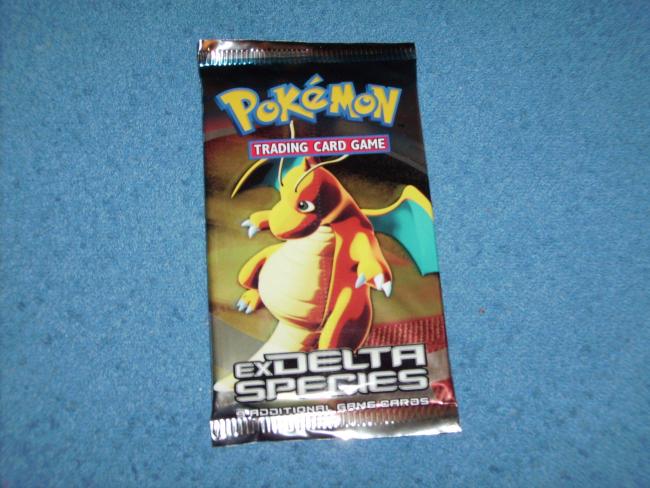 POKéMON
TRADING CARD GAME
EX DELTA
SPECIES
9 ADDITIONAL GAME CARDS